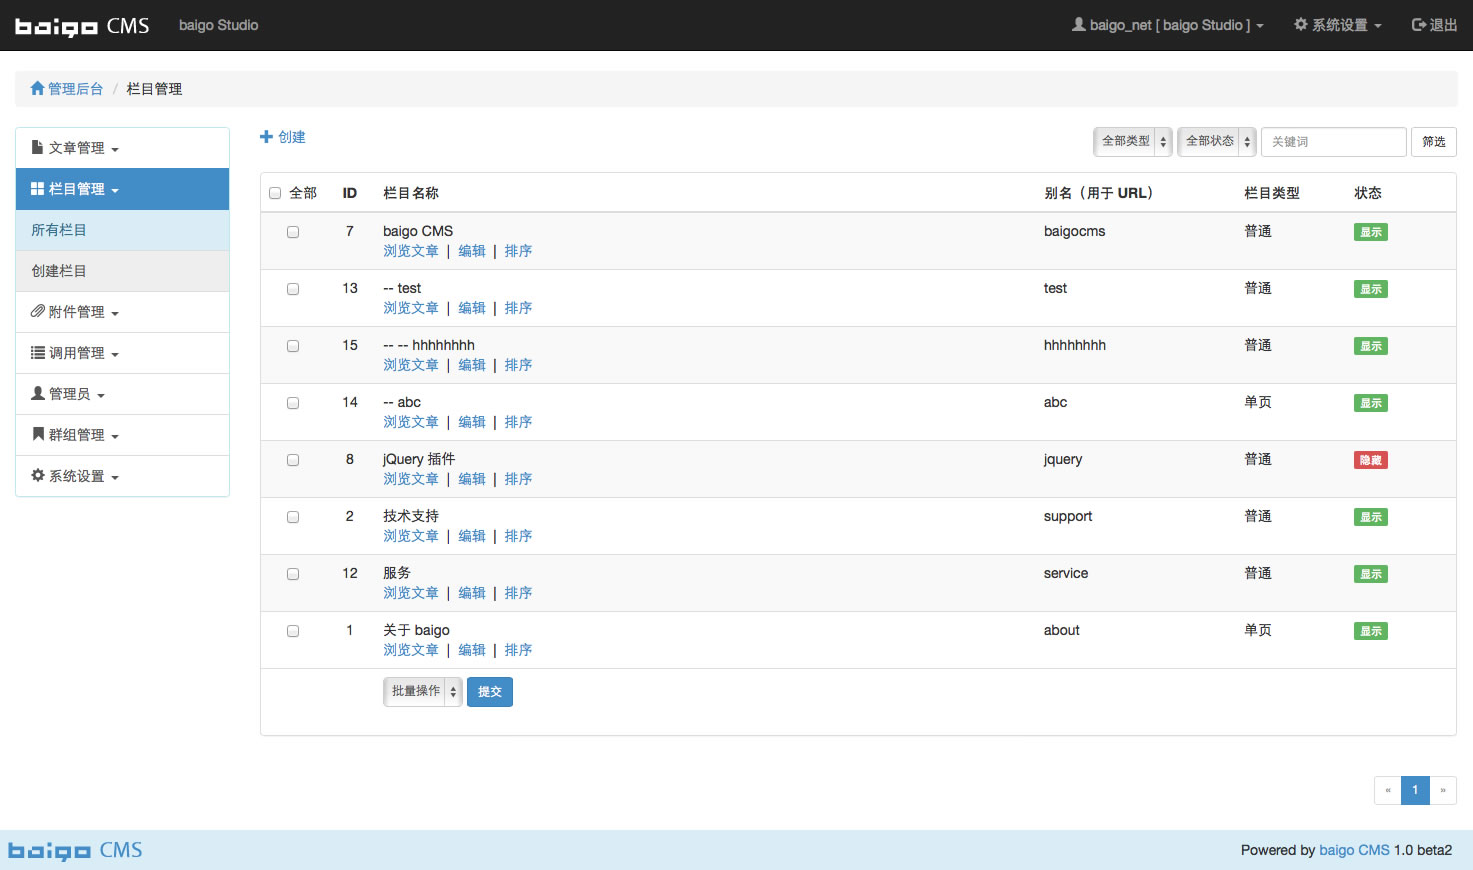 baigo CMS baigo Studio baigo_net [ baigo Studio ] 系统设置 退出
管理后台 / 栏目管理
文章管理
栏目管理
所有栏目
创建栏目
附件管理
调用管理
管理员
群组管理
系统设置
创建 全部类型 全部状态 关键词 筛选
全部 ID 栏目名称 别名（用于 URL） 栏目类型 状态
7 baigo CMS baigocms 普通 显示
浏览文章 | 编辑 | 排序
13 -- test test 普通 显示
浏览文章 | 编辑 | 排序
15 -- -- hhhhhhhh hhhhhhhh 普通 显示
浏览文章 | 编辑 | 排序
14 -- abc abc 单页 显示
浏览文章 | 编辑 | 排序
8 jQuery 插件 jquery 普通 隐藏
浏览文章 | 编辑 | 排序
2 技术支持 support 普通 显示
浏览文章 | 编辑 | 排序
12 服务 service 普通 显示
浏览文章 | 编辑 | 排序
1 关于 baigo about 单页 显示
浏览文章 | 编辑 | 排序
批量操作 提交
« 1 »
baigo CMS Powered by baigo CMS 1.0 beta2